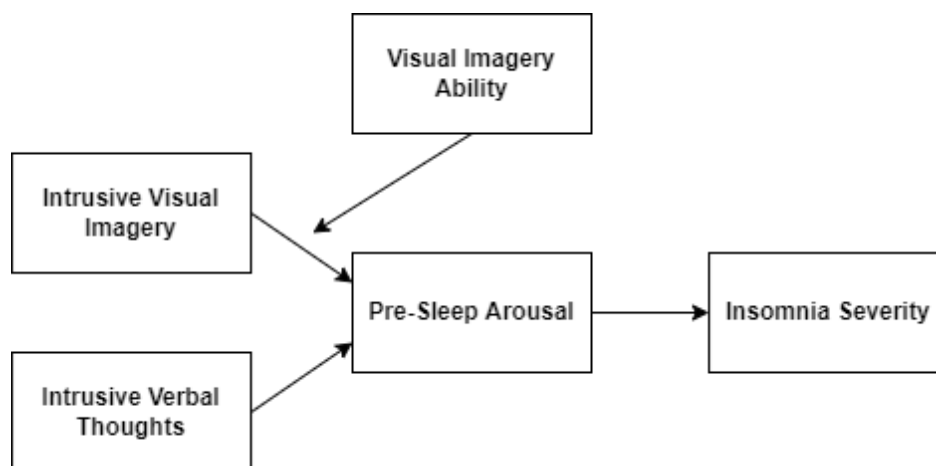 Visual Imagery
Ability
Intrusive Visual
Imagery
Pre-Sleep Arousal
Insomnia Severity
Intrusive Verbal
Thoughts